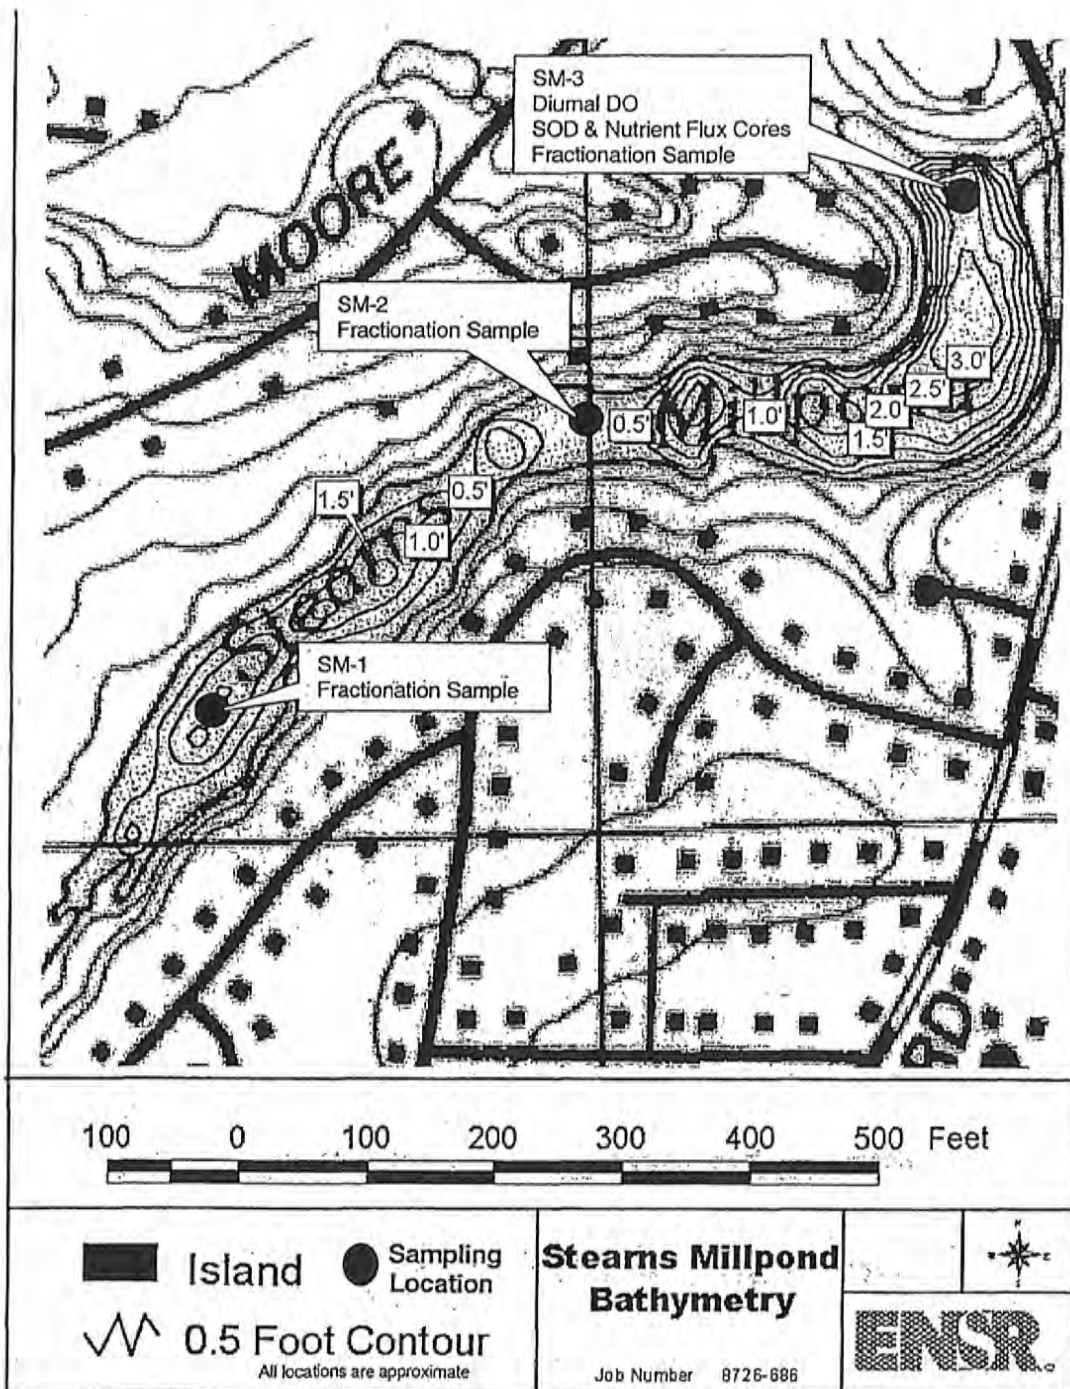 SM-3
Diurnal DO
SOD & Nutrient Flux Cores
Fractionation Sample
MOORE
SM-2
Fractionation Sample
3.0'
2.5'
2.0
0.5'
1.0'
1.5'
1.5'
0.5'
1.0'
SM-1
Fractionation Sample
RD
100 0 100 200 300 400 500 Feet
Island
Sampling
Location
0.5 Foot Contour
All locations are approximate
Stearns Millpond
Bathymetry
Job Number 8726-686
N
ENSR.